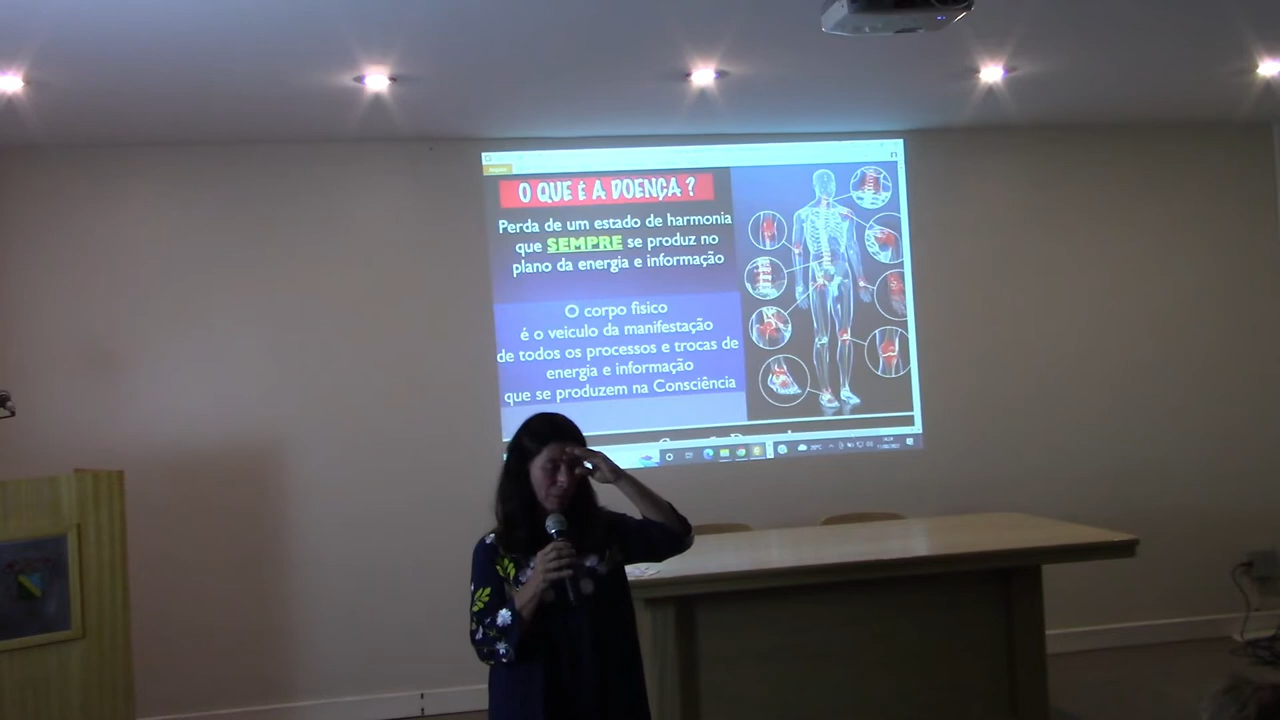 O QUE É A DOENÇA ?
Perda de um estado de harmonia
que SEMPRE se produz no
plano da energia e informação
O corpo fisico
é o veiculo da manifestação
de todos os processos e trocas de
energia e informação
que se produzem na Consciência
20°C